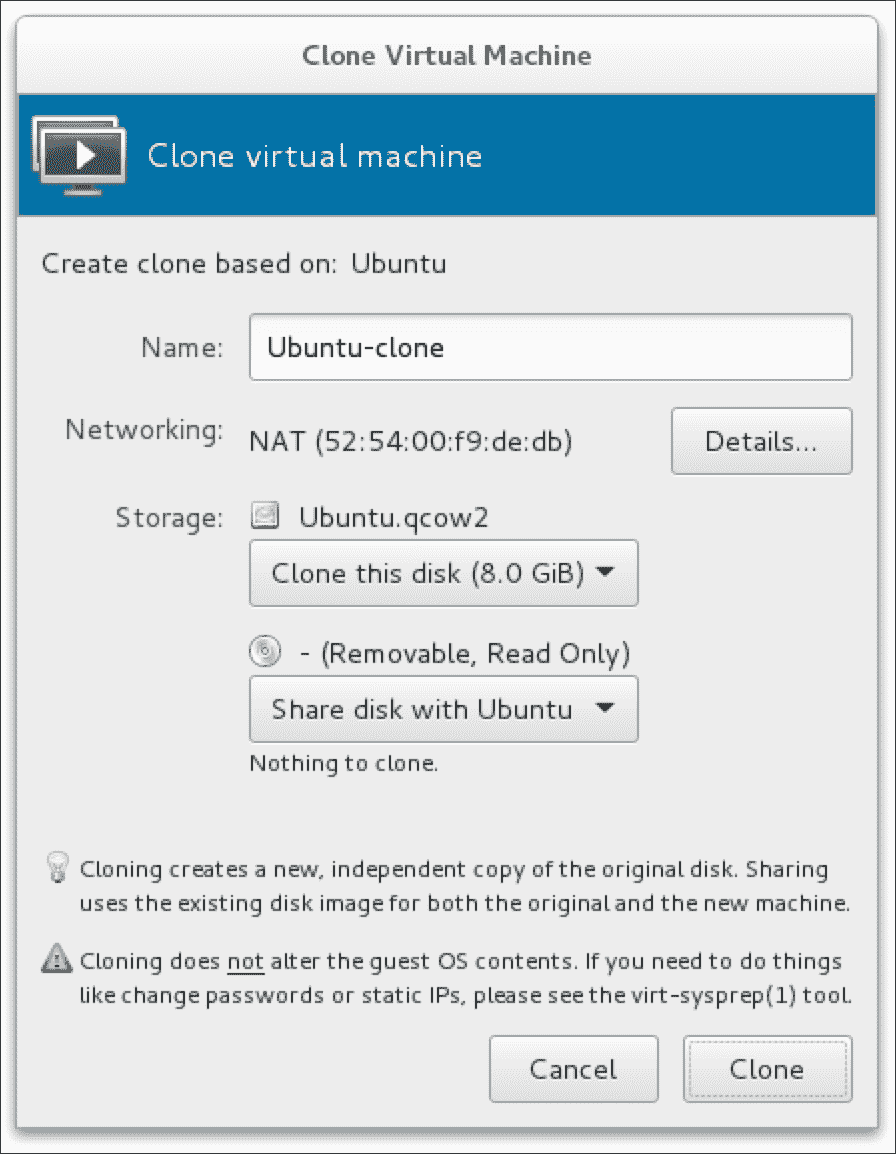 Clone Virtual Machine
Clone virtual machine
Create clone based on: Ubuntu
Name: Ubuntu-clone
Networking: NAT (52:54:00:f9:de:db) Details...
Storage: Ubuntu.qcow2
Clone this disk (8.0 GiB)
- (Removable, Read Only)
Share disk with Ubuntu
Nothing to clone.
Cloning creates a new, independent copy of the original disk. Sharing
uses the existing disk image for both the original and the new machine.
Cloning does not alter the guest OS contents. If you need to do things
like change passwords or static IPs, please see the virt-sysprep(1) tool.
Cancel Clone